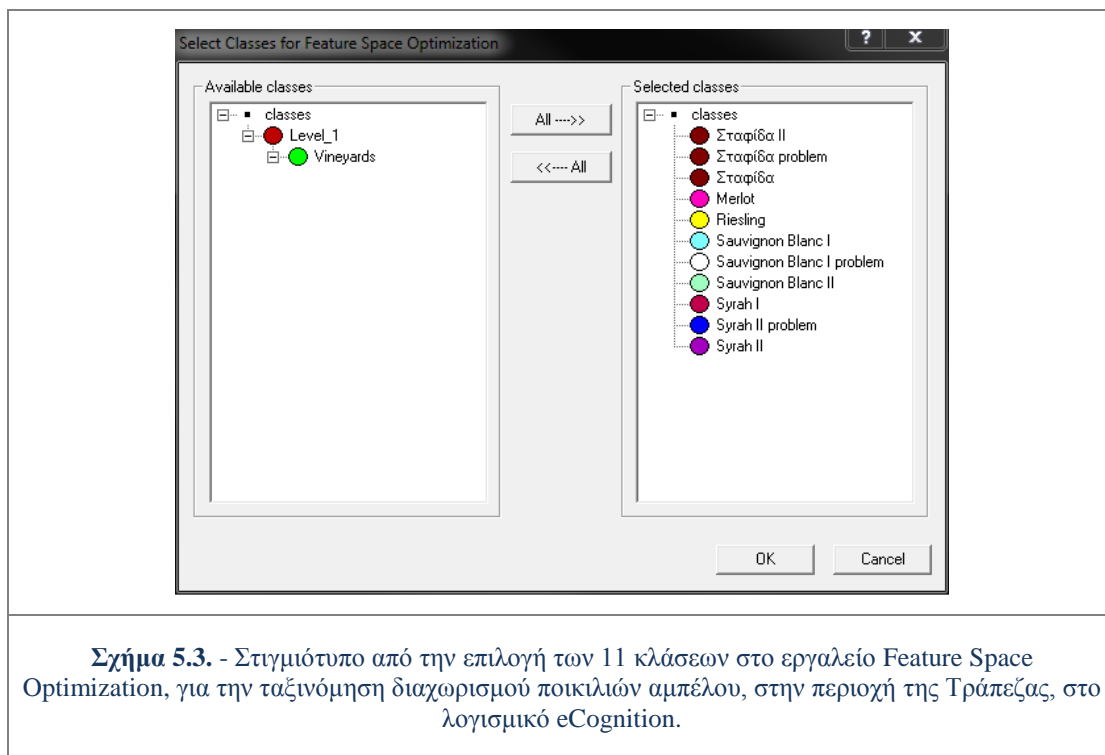 Select Classes for Feature Space Optimization
? x
Available classes
classes
Level_1
Vineyards
All ---->>
<<---- All
Selected classes
classes
Σταφίδα II
Σταφίδα problem
Σταφίδα
Merlot
Riesling
Sauvignon Blanc I
Sauvignon Blanc I problem
Sauvignon Blanc II
Syrah I
Syrah II problem
Syrah II
OK
Cancel
Σχήμα 5.3. - Στιγμιότυπο από την επιλογή των 11 κλάσεων στο εργαλείο Feature Space
Optimization, για την ταξινόμηση διαχωρισμού ποικιλιών αμπέλου, στην περιοχή της Τράπεζας, στο
λογισμικό eCognition.